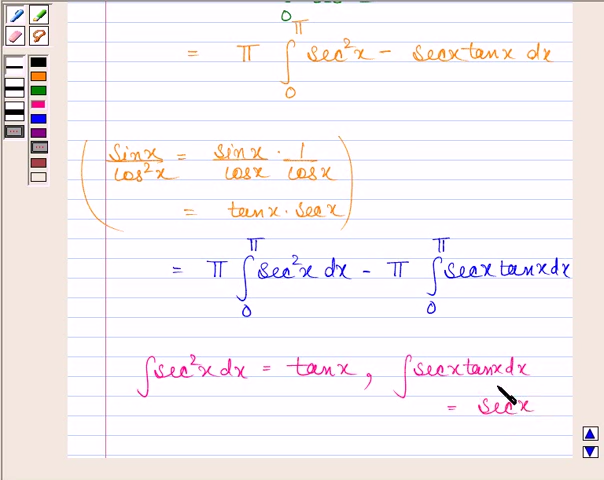 = π ∫₀^π sec²x - secx tanx dx
( sinx/cos²x = sinx/cosx · 1/cosx
= tanx · secx )
= π ∫₀^π sec²x dx - π ∫₀^π secx tanx dx
∫sec²x dx = tanx, ∫secx tanx dx
= secx